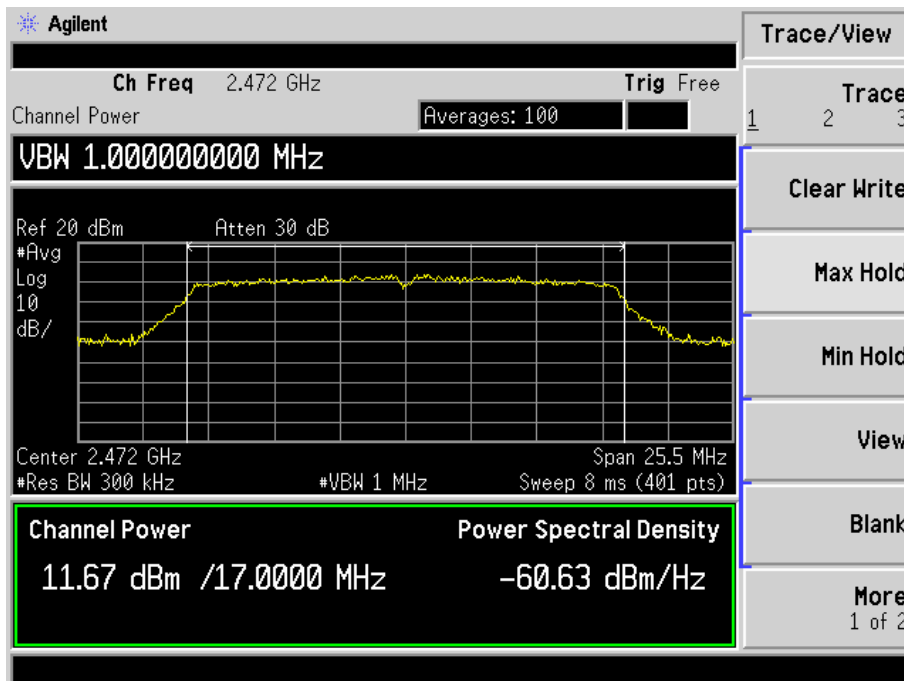 Agilent
Trace/View
Ch Freq 2.472 GHz Trig Free
Channel Power Averages: 100
VBW 1.000000000 MHz
Ref 20 dBm Atten 30 dB
#Avg
Log
10
dB/
Center 2.472 GHz Span 25.5 MHz
#Res BW 300 kHz #VBW 1 MHz Sweep 8 ms (401 pts)
Channel Power Power Spectral Density
11.67 dBm /17.0000 MHz -60.63 dBm/Hz
Trace
1 2 3
Clear Write
Max Hold
Min Hold
View
Blank
More
1 of 2